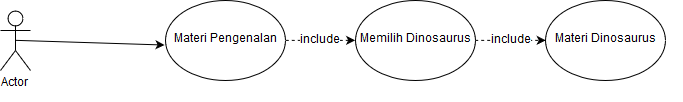 Materi Pengenalan
include
Memilih Dinosaurus
include
Materi Dinosaurus
Actor